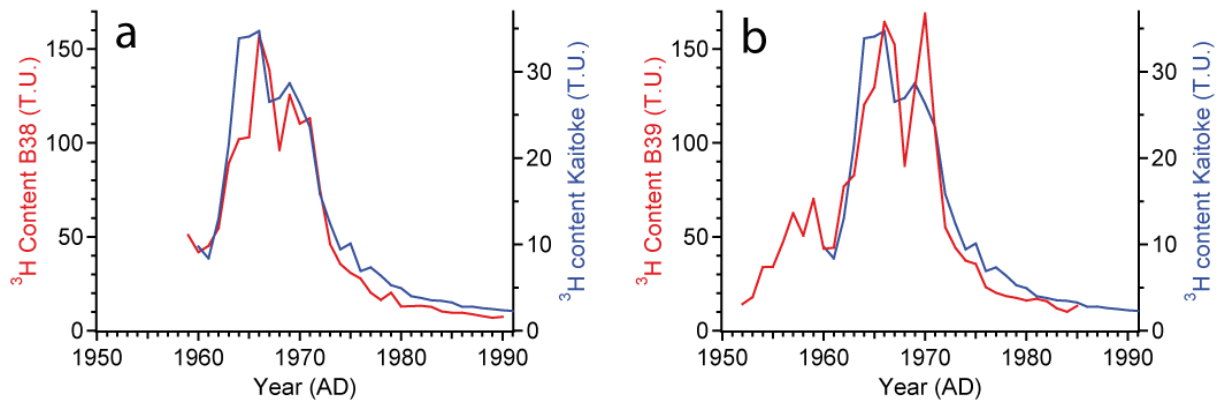 a
150
100
50
0
³H Content B38 (T.U.)
30
20
10
0
³H content Kaitoke (T.U.)
1950 1960 1970 1980 1990
Year (AD)
b
150
100
50
0
³H Content B39 (T.U.)
30
20
10
0
³H content Kaitoke (T.U.)
1950 1960 1970 1980 1990
Year (AD)